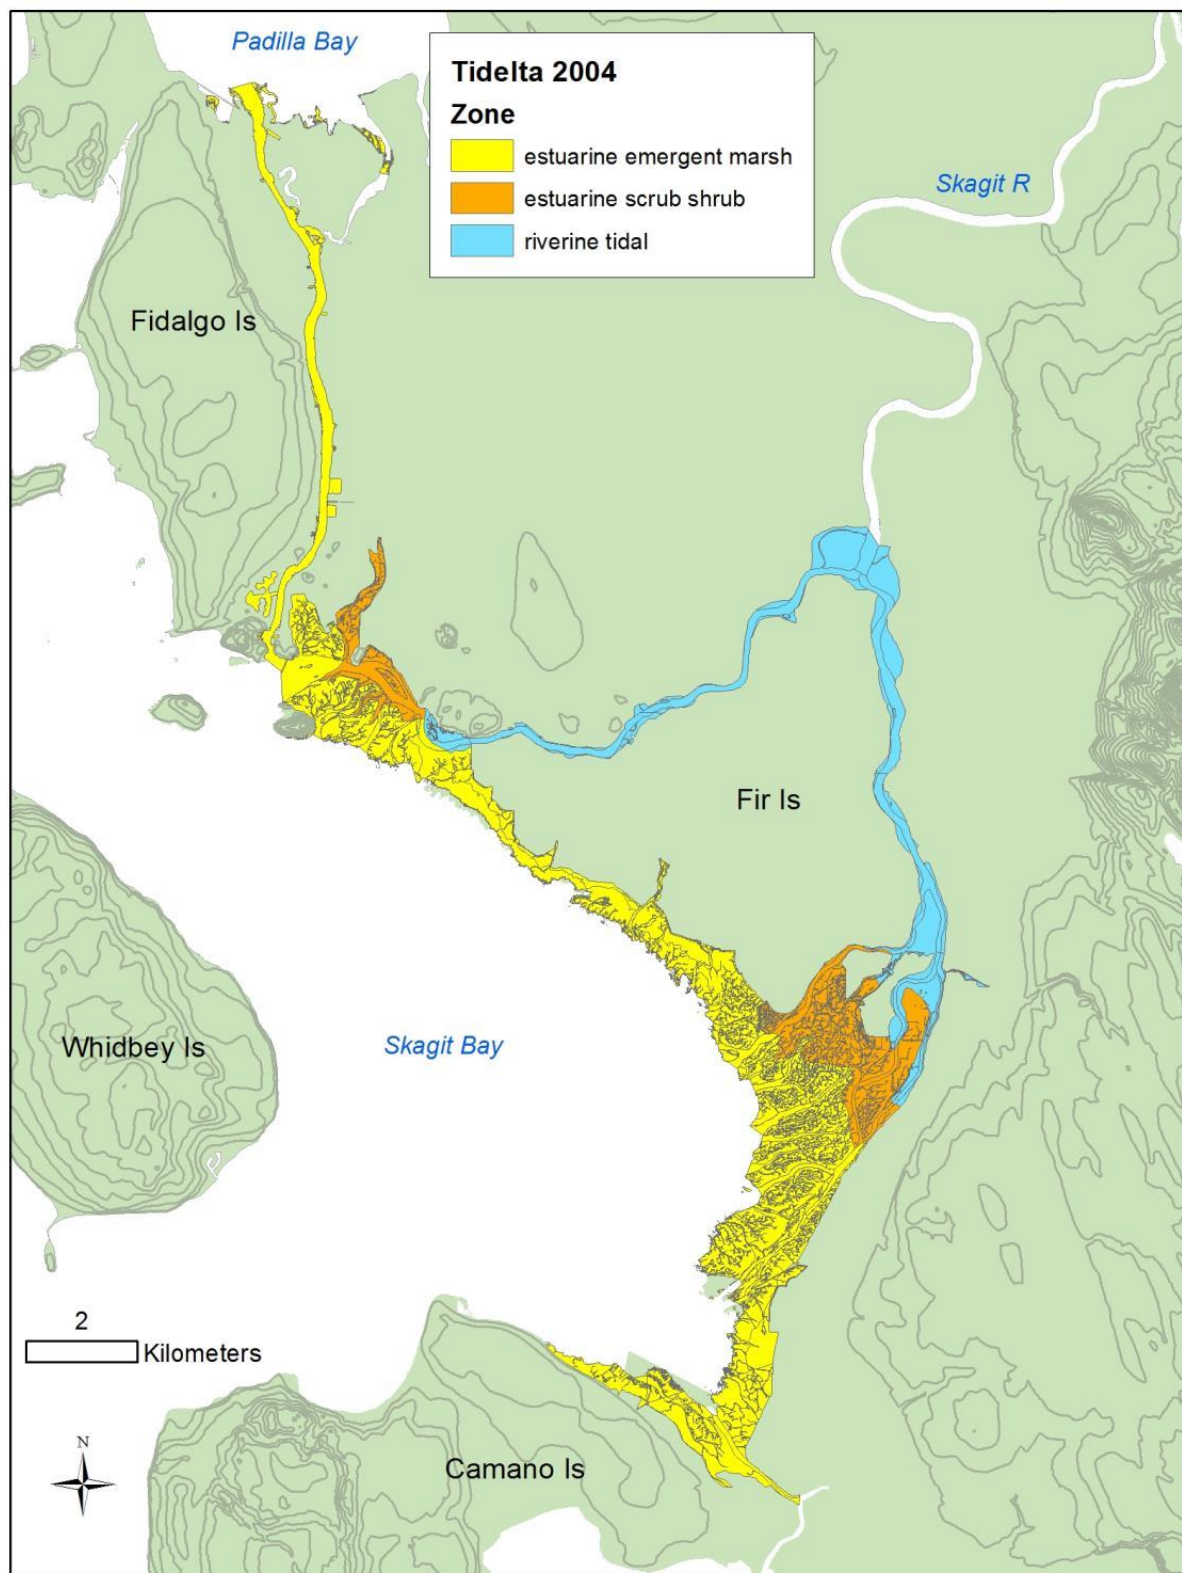 Padilla Bay
Tidelta 2004
Zone
estuarine emergent marsh
estuarine scrub shrub
riverine tidal
Skagit R
Fidalgo Is
Fir Is
Whidbey Is
Skagit Bay
2
Kilometers
N
Camano Is